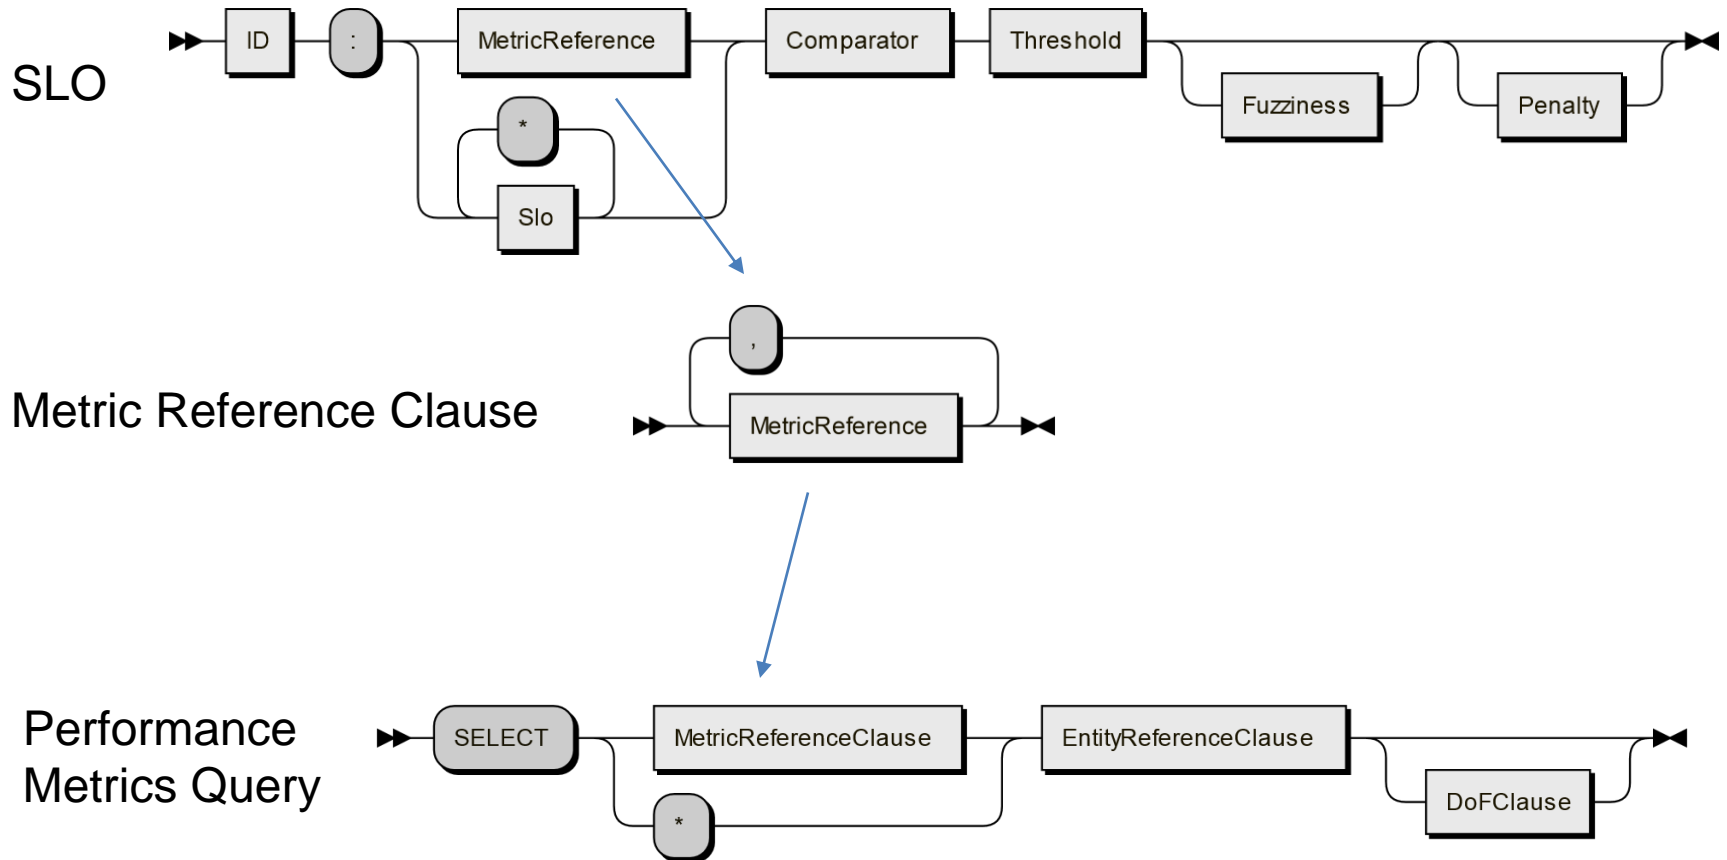 SLO
ID : MetricReference Comparator Threshold
Fuzziness Penalty
*
Slo
,
Metric Reference Clause
MetricReference
Performance
Metrics Query
SELECT MetricReferenceClause EntityReferenceClause
DoFClause
*